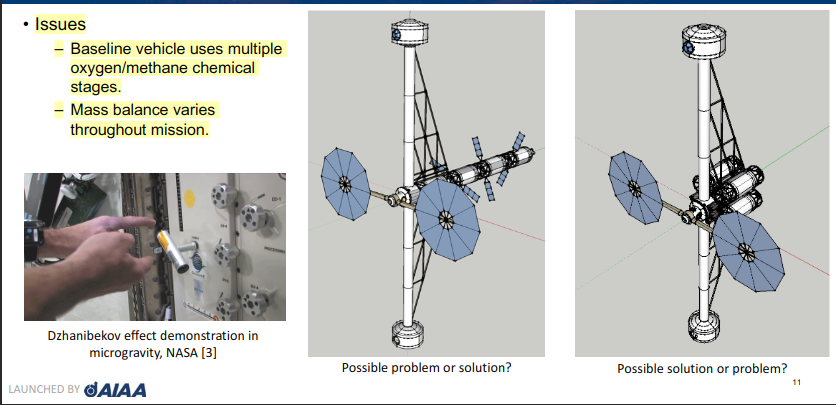 • Issues
– Baseline vehicle uses multiple
oxygen/methane chemical
stages.
– Mass balance varies
throughout mission.
Dzhanibekov effect demonstration in
microgravity, NASA [3]
Possible problem or solution?
Possible solution or problem?
11
LAUNCHED BY AIAA